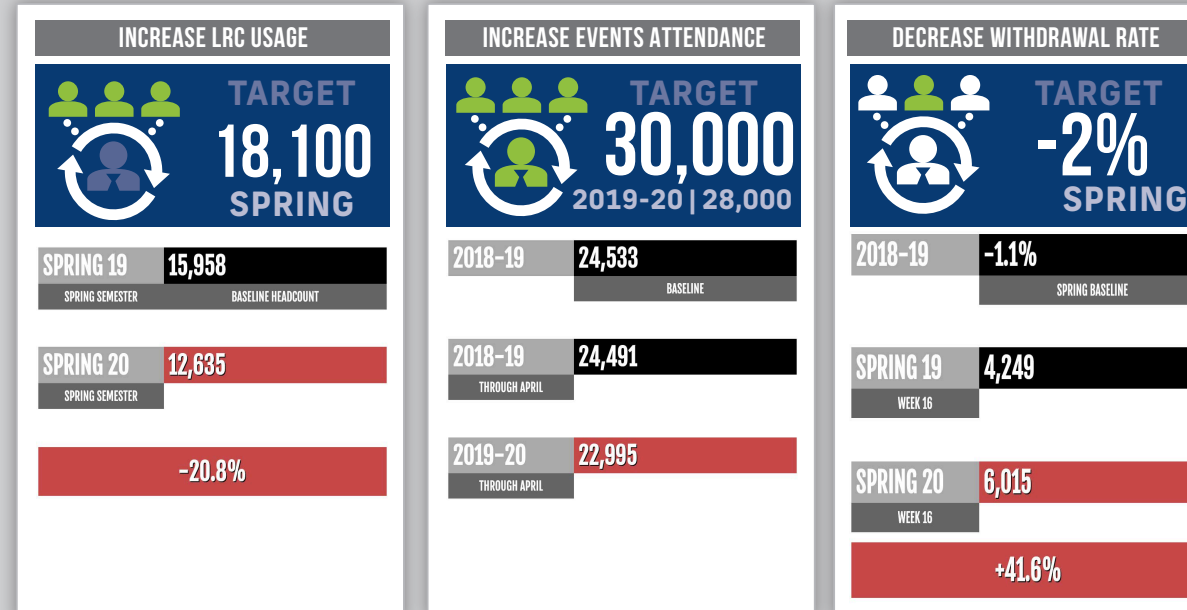 INCREASE LRC USAGE
TARGET
18,100
SPRING
SPRING 19 15,958
SPRING SEMESTER BASELINE HEADCOUNT
SPRING 20 12,635
SPRING SEMESTER
-20.8%
INCREASE EVENTS ATTENDANCE
TARGET
30,000
2019-20 | 28,000
2018-19 24,533
BASELINE
2018-19 24,491
THROUGH APRIL
2019-20 22,995
THROUGH APRIL
DECREASE WITHDRAWAL RATE
TARGET
-2%
SPRING
2018-19 -1.1%
SPRING BASELINE
SPRING 19 4,249
WEEK 16
SPRING 20 6,015
WEEK 16
+41.6%